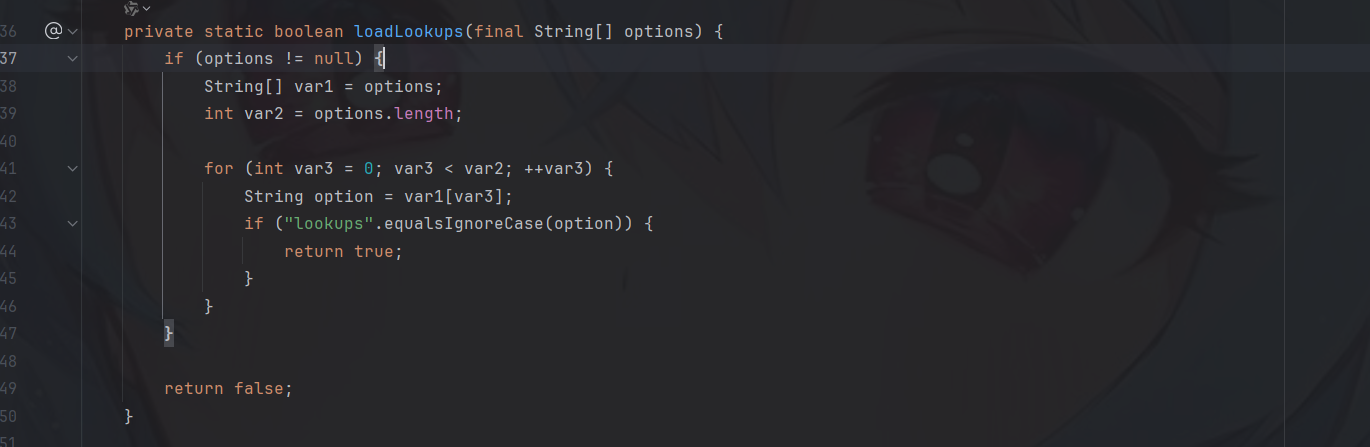 36 @ private static boolean loadLookups(final String[] options) {
37 if (options != null) {
38 String[] var1 = options;
39 int var2 = options.length;
40
41 for (int var3 = 0; var3 < var2; ++var3) {
42 String option = var1[var3];
43 if ("lookups".equalsIgnoreCase(option)) {
44 return true;
45 }
46 }
47 }
48
49 return false;
50 }
51